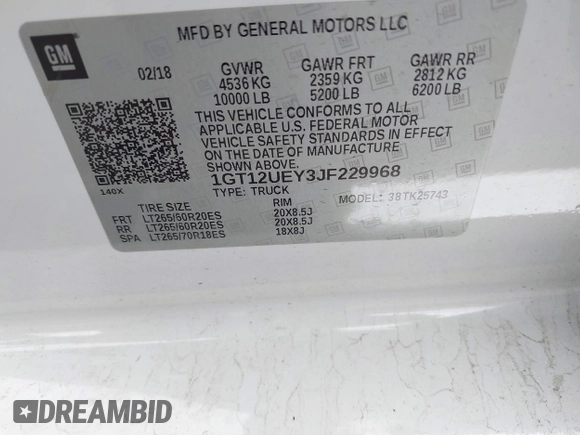 MFD BY GENERAL MOTORS LLC
GM
02/18 GVWR GAWR FRT GAWR RR
4536 KG 2359 KG 2812 KG
10000 LB 5200 LB 6200 LB
THIS VEHICLE CONFORMS TO ALL
APPLICABLE U.S. FEDERAL MOTOR
VEHICLE SAFETY STANDARDS IN EFFECT
ON THE DATE OF MANUFACTURE
SHOWN ABOVE.
1GT12UEY3JF229968
140X
TYPE: TRUCK MODEL: 38TK25743
TIRE SIZE RIM
FRT LT265/60R20ES 20X8.5J
RR LT265/60R20ES 20X8.5J
SPA LT265/70R18ES 18X8J
DREAMBID